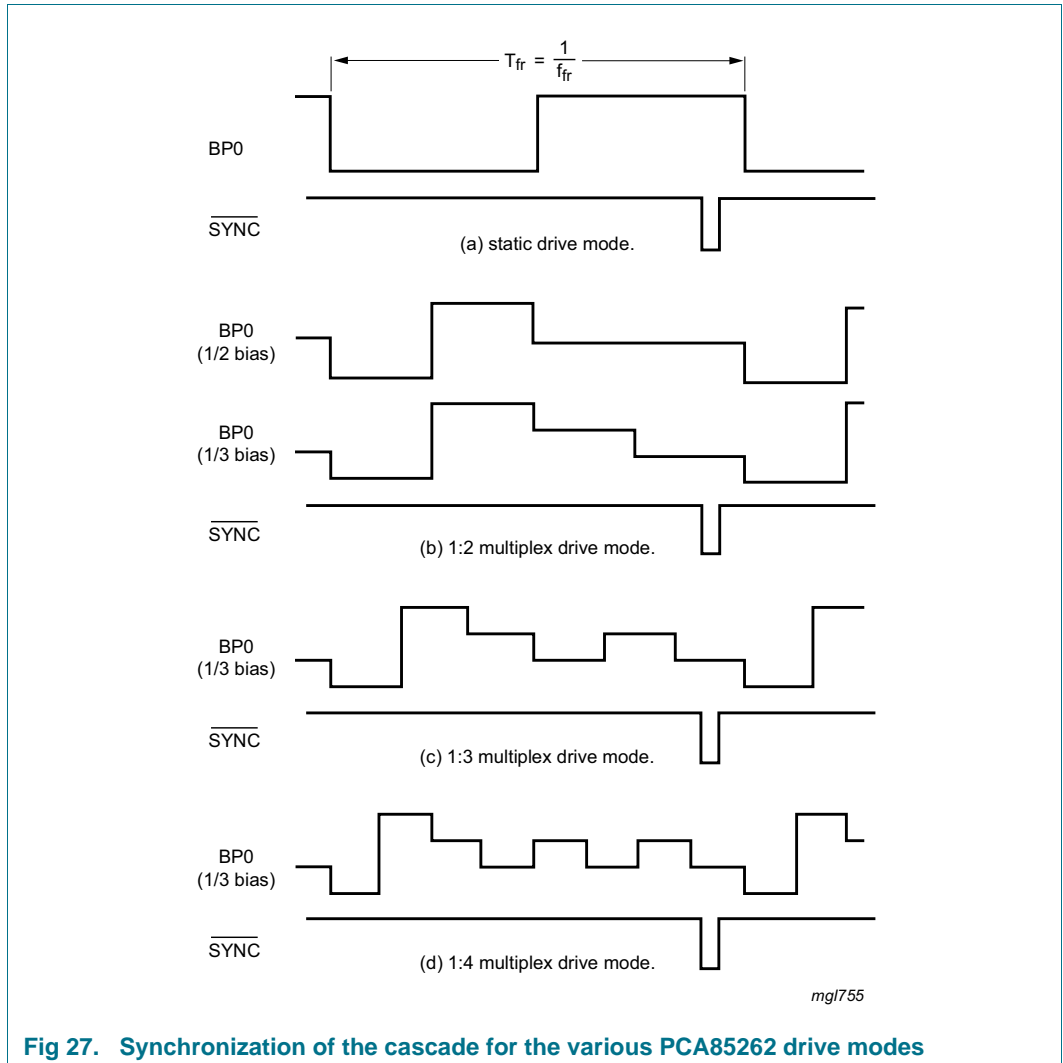 T_fr = 1/f_fr
BP0
SYNC
(a) static drive mode.
BP0
(1/2 bias)
BP0
(1/3 bias)
SYNC
(b) 1:2 multiplex drive mode.
BP0
(1/3 bias)
SYNC
(c) 1:3 multiplex drive mode.
BP0
(1/3 bias)
SYNC
(d) 1:4 multiplex drive mode.
mgl755
Fig 27. Synchronization of the cascade for the various PCA85262 drive modes